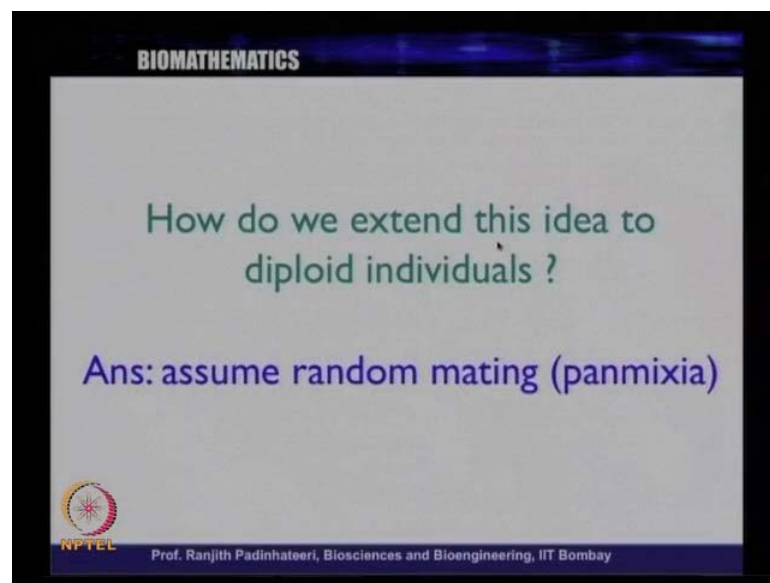 BIOMATHEMATICS
How do we extend this idea to
diploid individuals ?
Ans: assume random mating (panmixia)
NPTEL
Prof. Ranjith Padinhateeri, Biosciences and Bioengineering, IIT Bombay